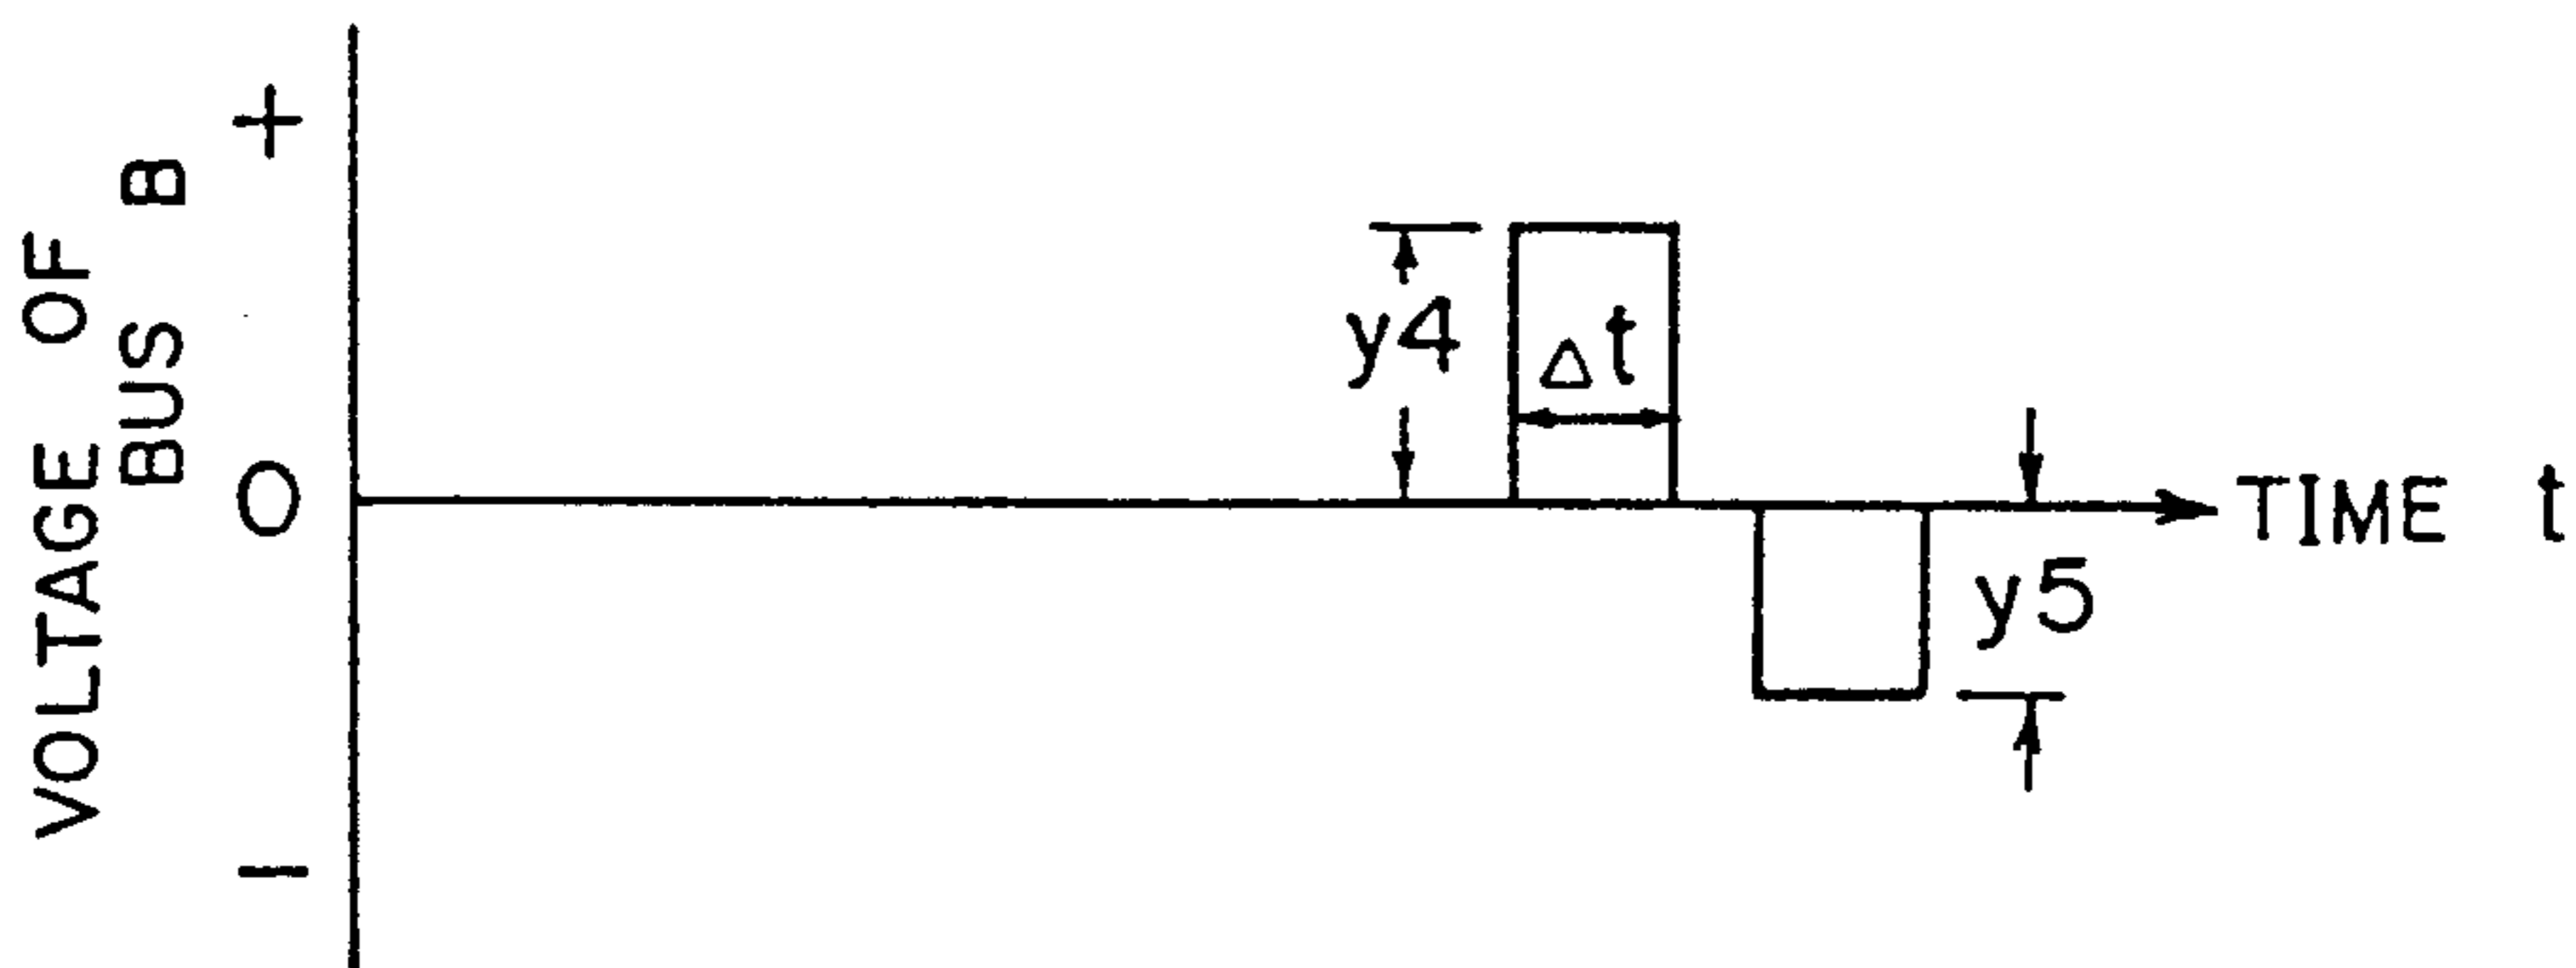 VOLTAGE OF
BUS B
+
O
−
y4
Δt
y5
TIME t